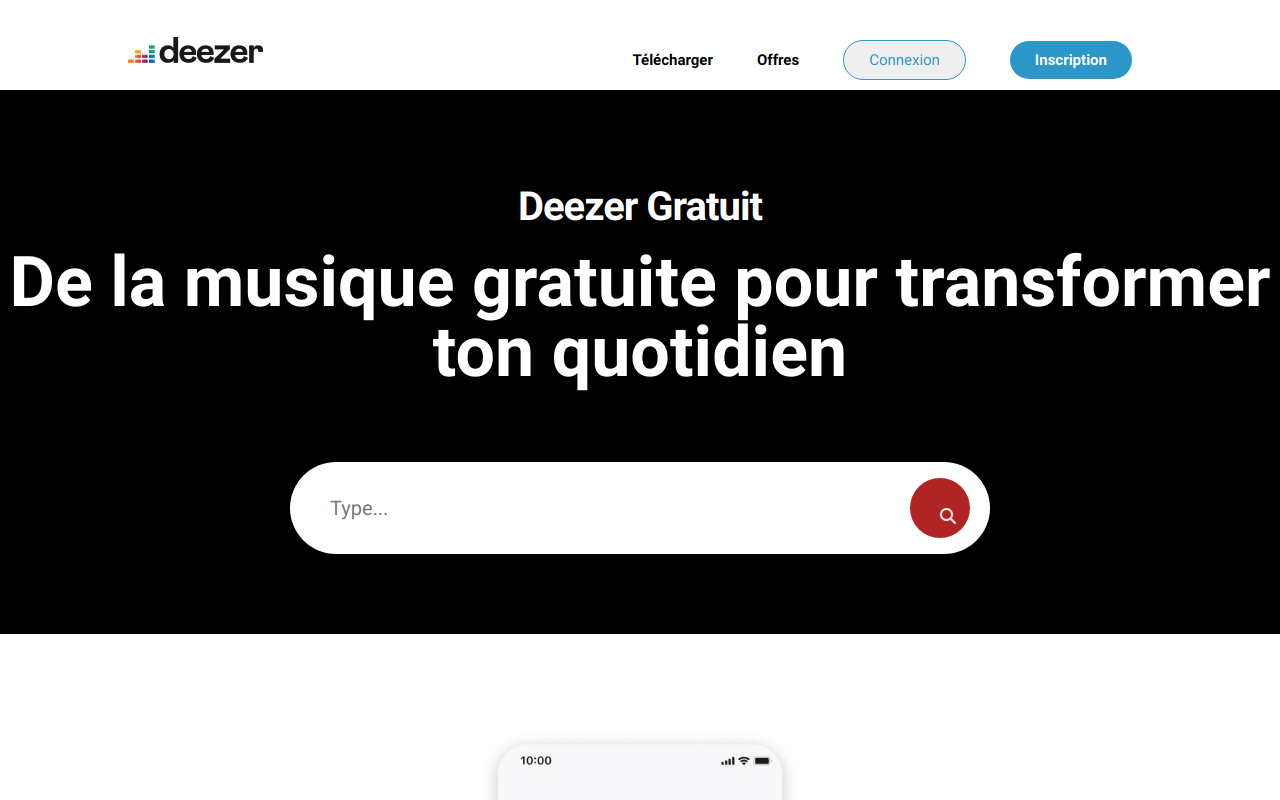 deezer
Télécharger
Offres
Connexion
Inscription
Deezer Gratuit
De la musique gratuite pour transformer
ton quotidien
Type...
10:00